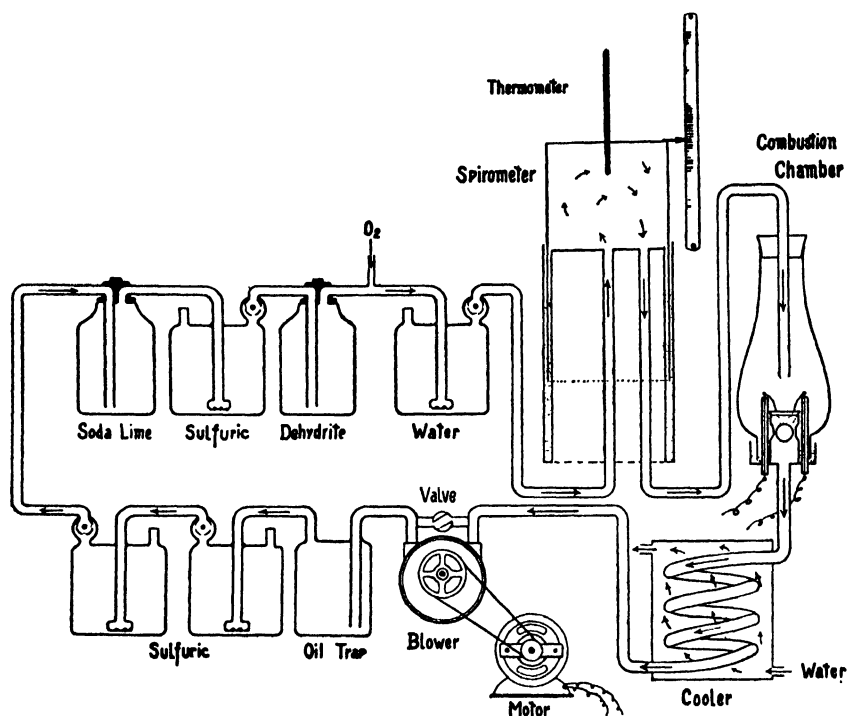 Thermometer
Combustion
Chamber
Spirometer
O₂
Soda Lime
Sulfuric
Dehydrite
Water
Valve
Sulfuric
Oil Trap
Blower
Motor
Cooler
Water